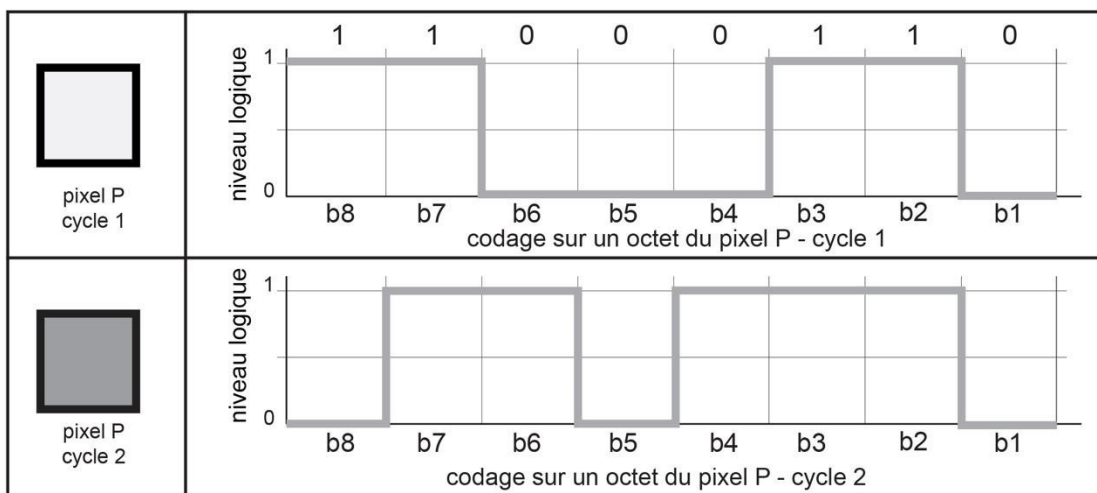 1 1 0 0 0 1 1 0
niveau logique
1
0
b8 b7 b6 b5 b4 b3 b2 b1
codage sur un octet du pixel P - cycle 1
pixel P
cycle 1
niveau logique
1
0
b8 b7 b6 b5 b4 b3 b2 b1
codage sur un octet du pixel P - cycle 2
pixel P
cycle 2